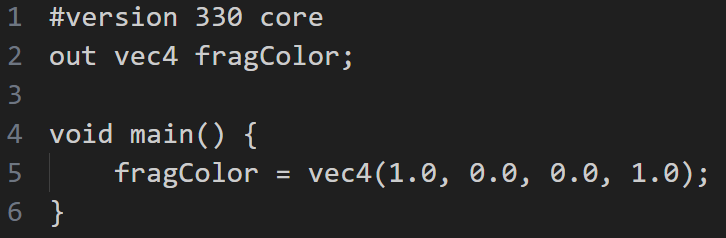 1 #version 330 core
2 out vec4 fragColor;
3
4 void main() {
5     fragColor = vec4(1.0, 0.0, 0.0, 1.0);
6 }